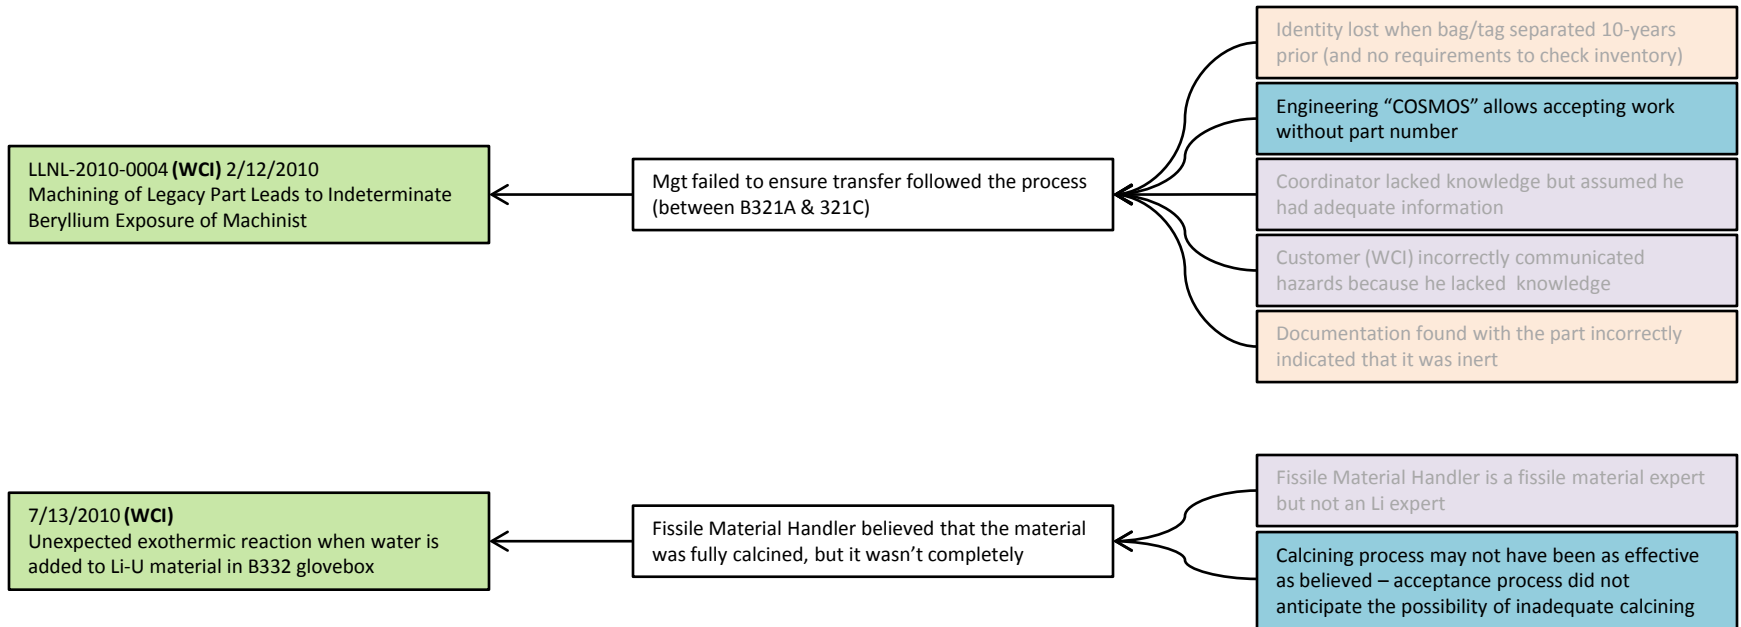 Identity lost when bag/tag separated 10-years
prior (and no requirements to check inventory)
Engineering “COSMOS” allows accepting work
without part number
LLNL-2010-0004 (WCI) 2/12/2010
Machining of Legacy Part Leads to Indeterminate
Beryllium Exposure of Machinist
Mgt failed to ensure transfer followed the process
(between B321A & 321C)
Coordinator lacked knowledge but assumed he
had adequate information
Customer (WCI) incorrectly communicated
hazards because he lacked knowledge
Documentation found with the part incorrectly
indicated that it was inert
7/13/2010 (WCI)
Unexpected exothermic reaction when water is
added to Li-U material in B332 glovebox
Fissile Material Handler believed that the material
was fully calcined, but it wasn’t completely
Fissile Material Handler is a fissile material expert
but not an Li expert
Calcining process may not have been as effective
as believed – acceptance process did not
anticipate the possibility of inadequate calcining